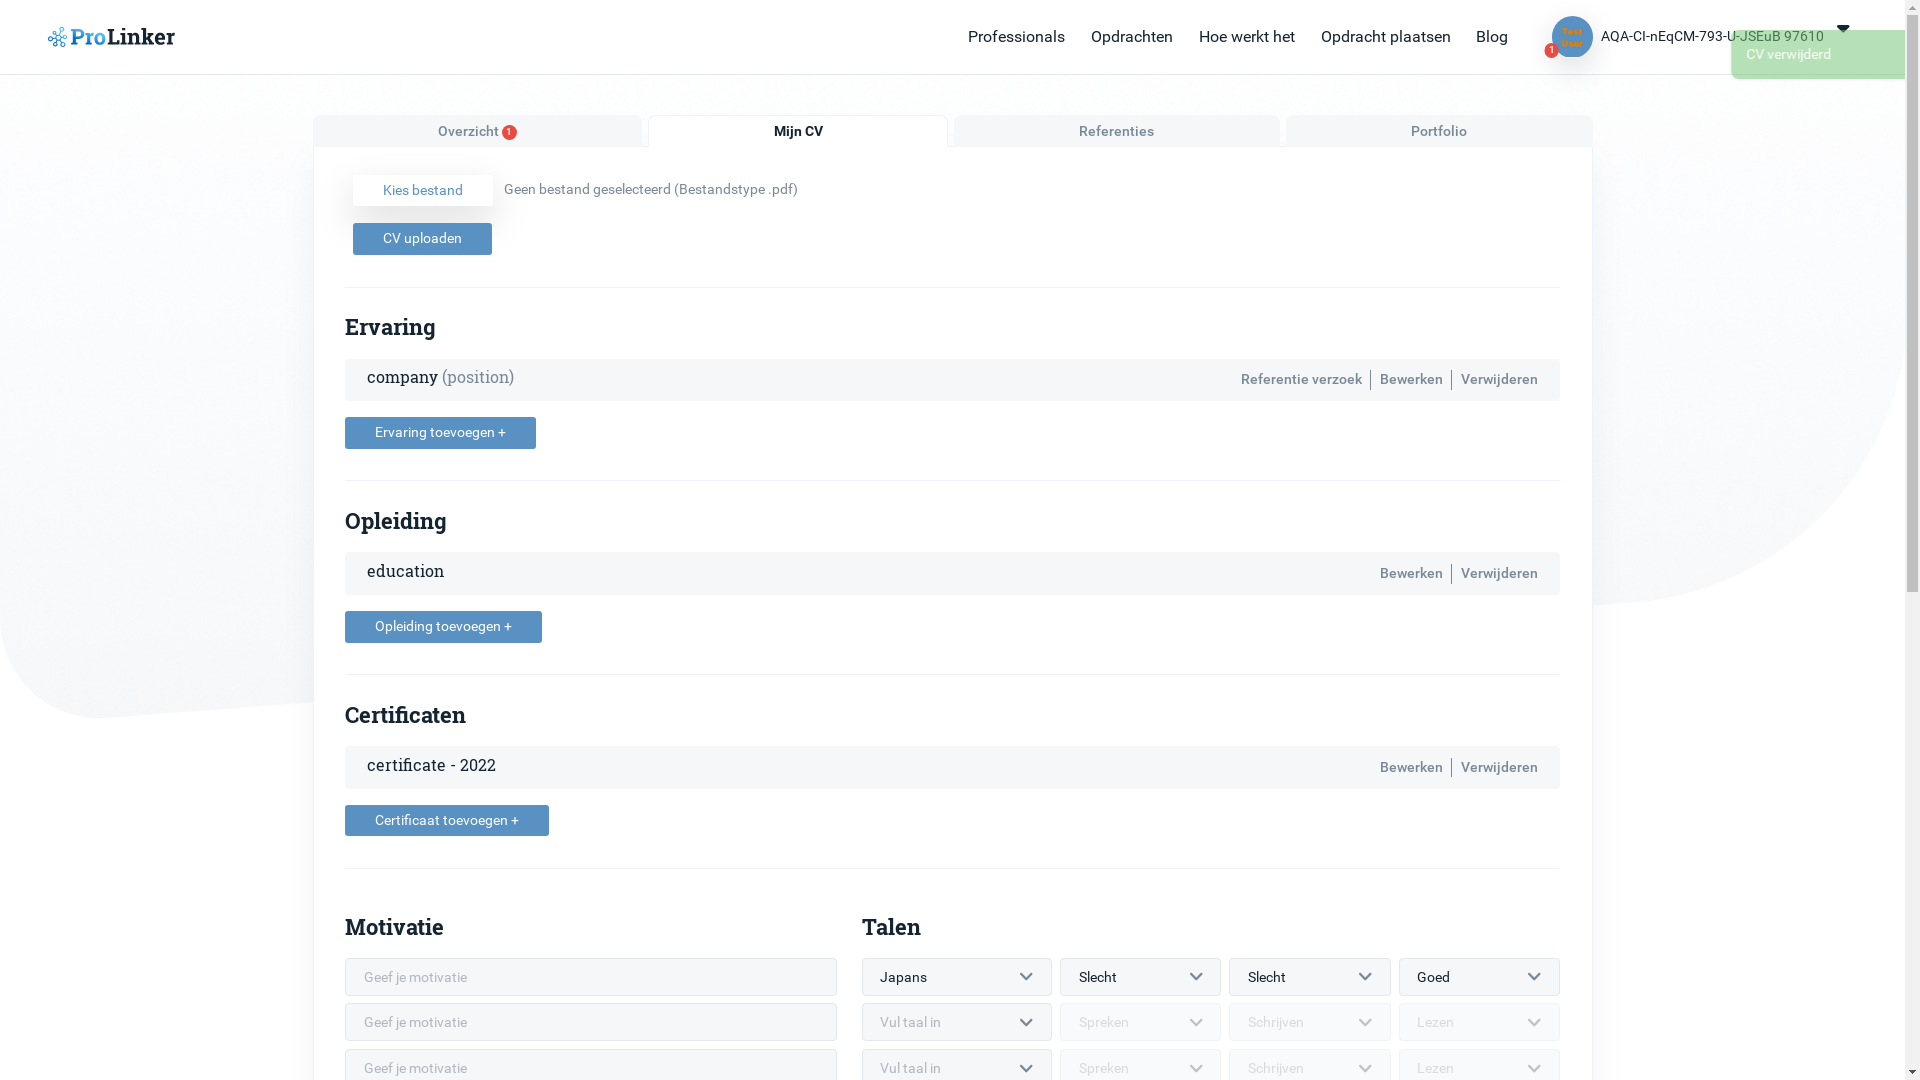 ProLinker
Professionals Opdrachten Hoe werkt het Opdracht plaatsen Blog
Test User
1
AQA-CI-nEqCM-793-U-JSEuB 97610
CV verwijderd
Overzicht 1 Mijn CV Referenties Portfolio
Kies bestand Geen bestand geselecteerd (Bestandstype .pdf)
CV uploaden
Ervaring
company (position) Referentie verzoek Bewerken Verwijderen
Ervaring toevoegen +
Opleiding
education Bewerken Verwijderen
Opleiding toevoegen +
Certificaten
certificate - 2022 Bewerken Verwijderen
Certificaat toevoegen +
Motivatie Talen
Geef je motivatie Japans Slecht Slecht Goed
Geef je motivatie Vul taal in Spreken Schrijven Lezen
Geef je motivatie Vul taal in Spreken Schrijven Lezen